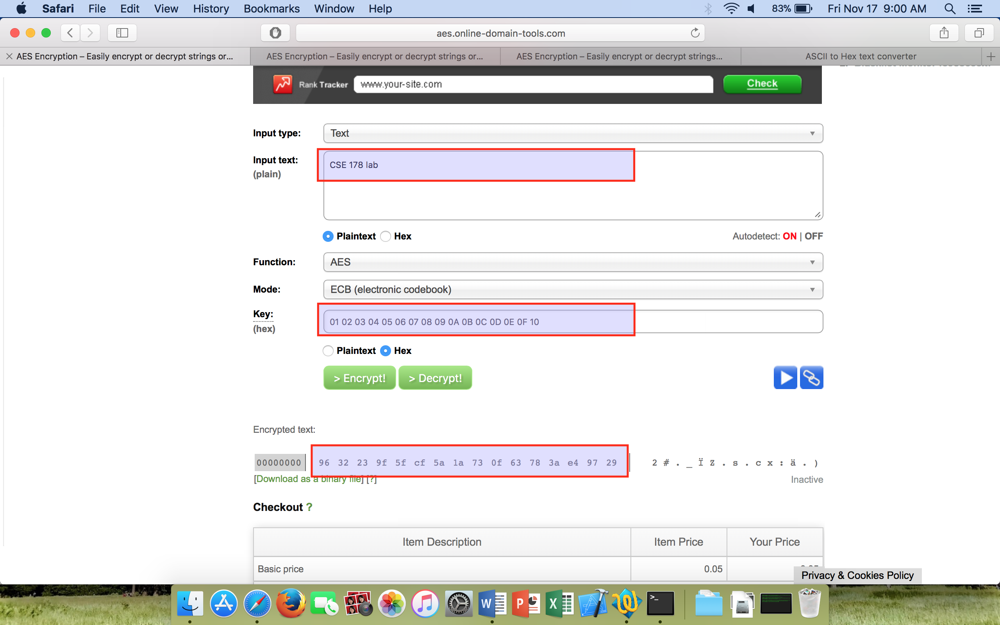 Safari File Edit View History Bookmarks Window Help 83% Fri Nov 17 9:00 AM
aes.online-domain-tools.com
AES Encryption – Easily encrypt or decrypt strings or... AES Encryption – Easily encrypt or decrypt strings or... AES Encryption – Easily encrypt or decrypt strings... ASCII to Hex text converter
Rank Tracker www.your-site.com Check
Input type: Text
Input text: CSE 178 lab
(plain)
Plaintext Hex Autodetect: ON | OFF
Function: AES
Mode: ECB (electronic codebook)
Key: 01 02 03 04 05 06 07 08 09 0A 0B 0C 0D 0E 0F 10
(hex)
Plaintext Hex
> Encrypt! > Decrypt!
Encrypted text:
00000000 96 32 23 9f 5f cf 5a 1a 73 0f 63 78 3a e4 97 29 2 # . _ Ï Z . s . c x : ä . )
[Download as a binary file] [?] Inactive
Checkout ?
Item Description Item Price Your Price
Basic price 0.05
Privacy & Cookies Policy